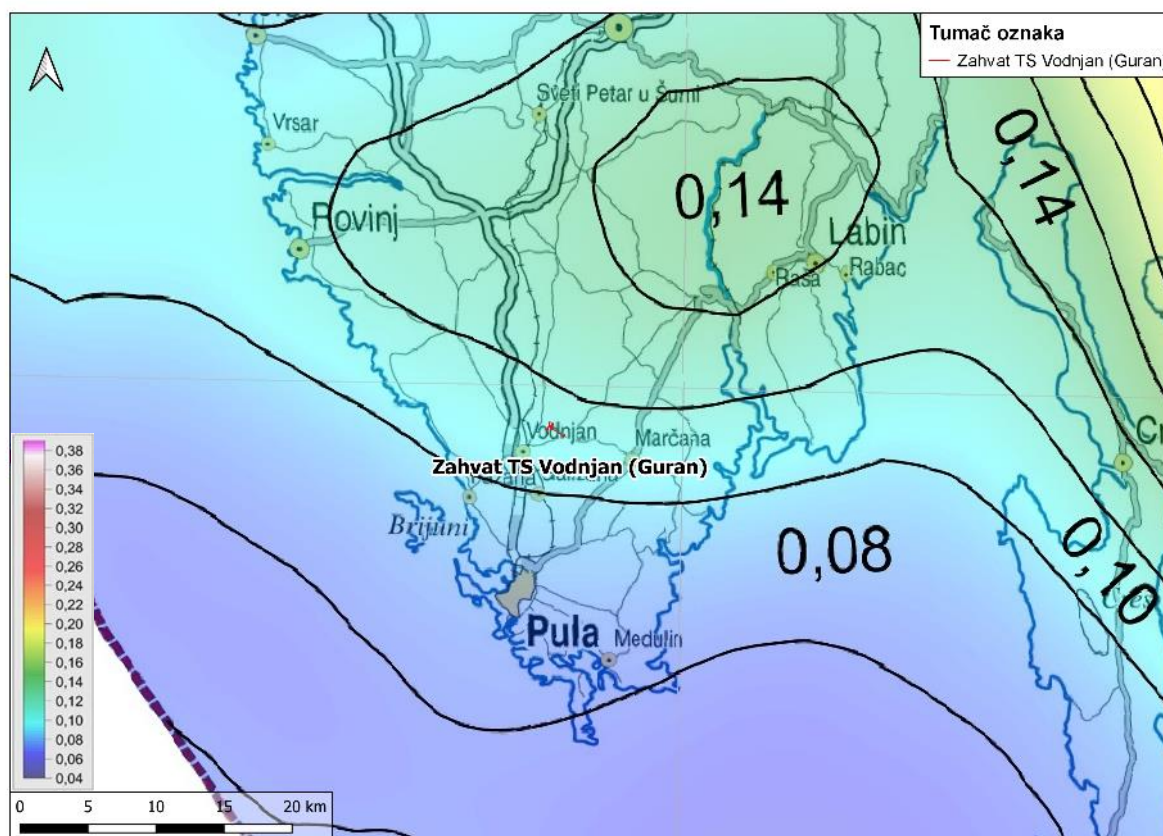 Tumač oznaka
Zahvat TS Vodnjan (Guran)
Sveti Petar u Šumi
Vrsar
0,14
0,14
Rovinj
Labin
Rabac
Raša
Vodnjan
Marčana
Zahvat TS Vodnjan (Guran)
Brijuni
0,08
0,10
Pula
Medulin
0,38
0,36
0,34
0,32
0,30
0,28
0,26
0,24
0,22
0,20
0,18
0,16
0,14
0,12
0,10
0,08
0,06
0,04
0 5 10 15 20 km